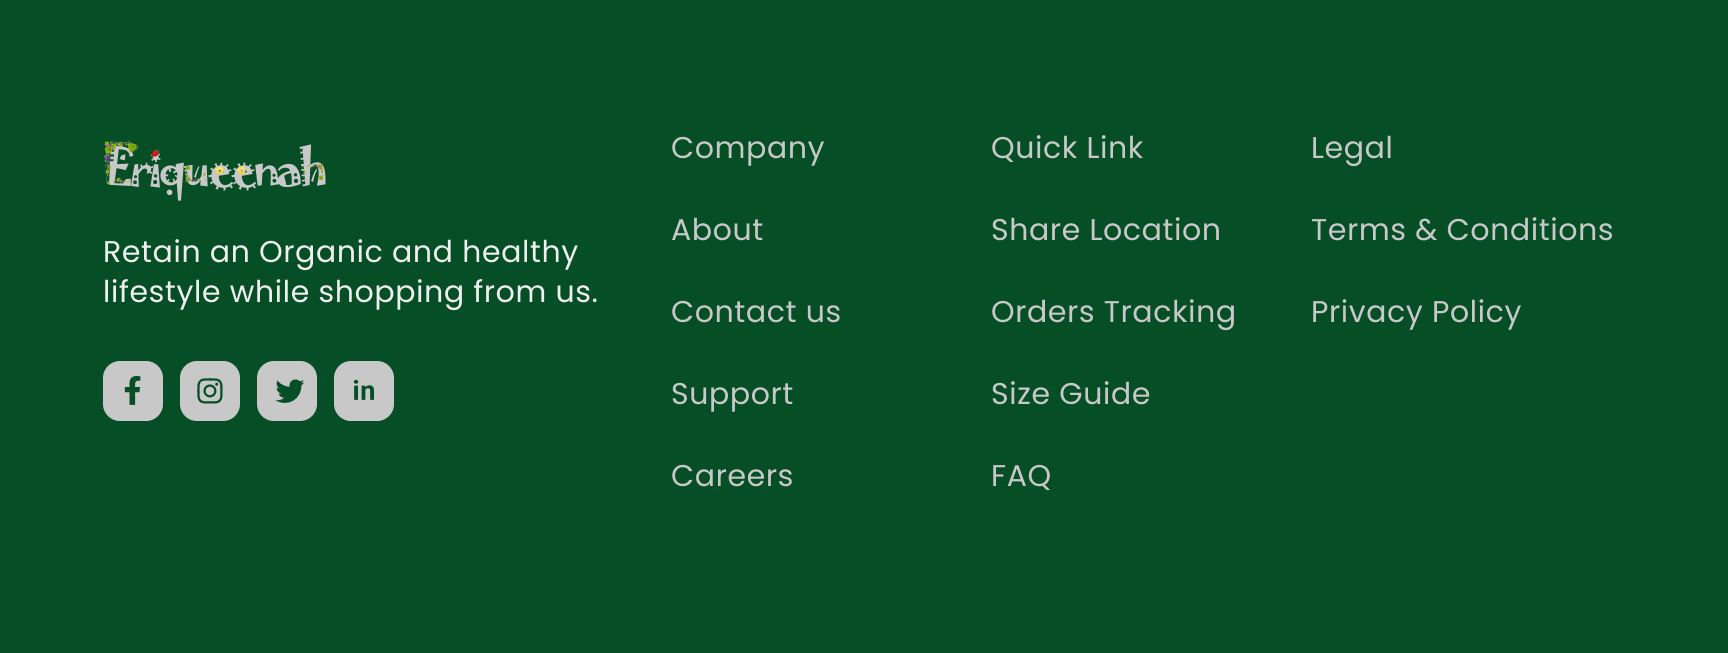 Eriqueenah
Retain an Organic and healthy
lifestyle while shopping from us.
Company
About
Contact us
Support
Careers
Quick Link
Share Location
Orders Tracking
Size Guide
FAQ
Legal
Terms & Conditions
Privacy Policy